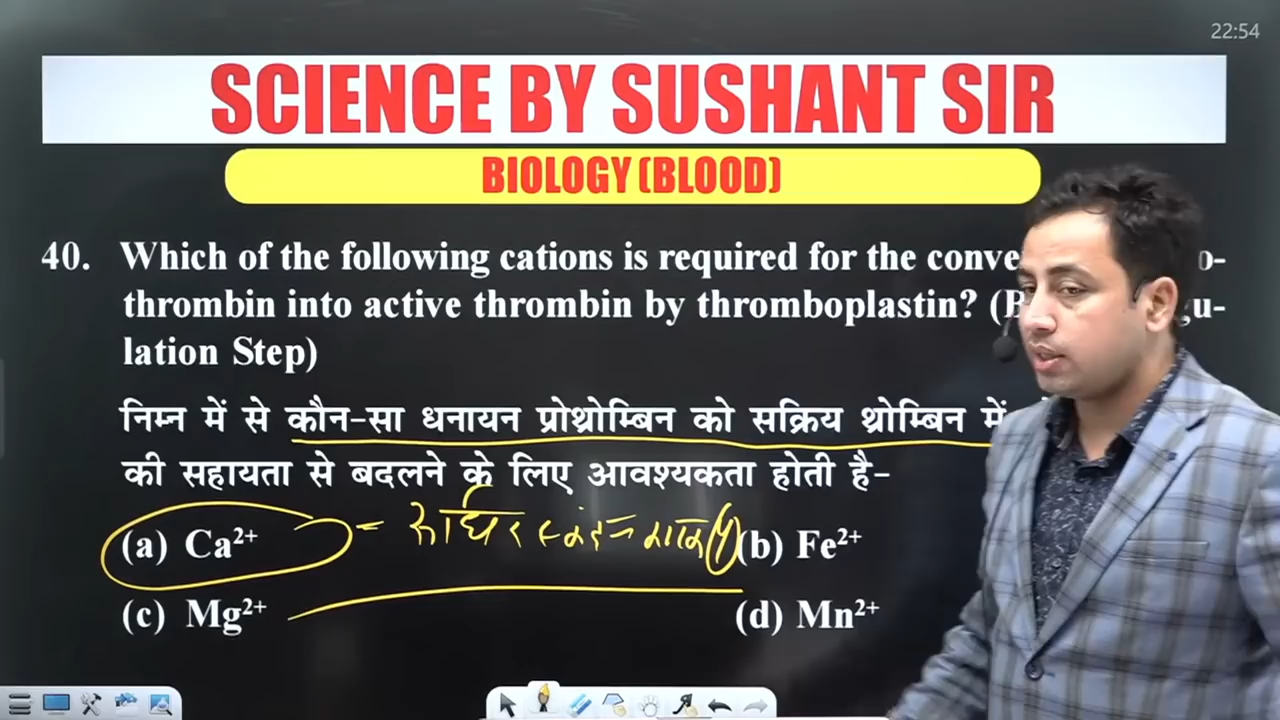 22:54
SCIENCE BY SUSHANT SIR
BIOLOGY (BLOOD)
40. Which of the following cations is required for the conve o-
thrombin into active thrombin by thromboplastin? (B gu-
lation Step)
निम्न में से कौन-सा धनायन प्रोथ्रोम्बिन को सक्रिय थ्रोम्बिन में
की सहायता से बदलने के लिए आवश्यकता होती है-
(a) Ca²⁺ (b) Fe²⁺
(c) Mg²⁺ (d) Mn²⁺